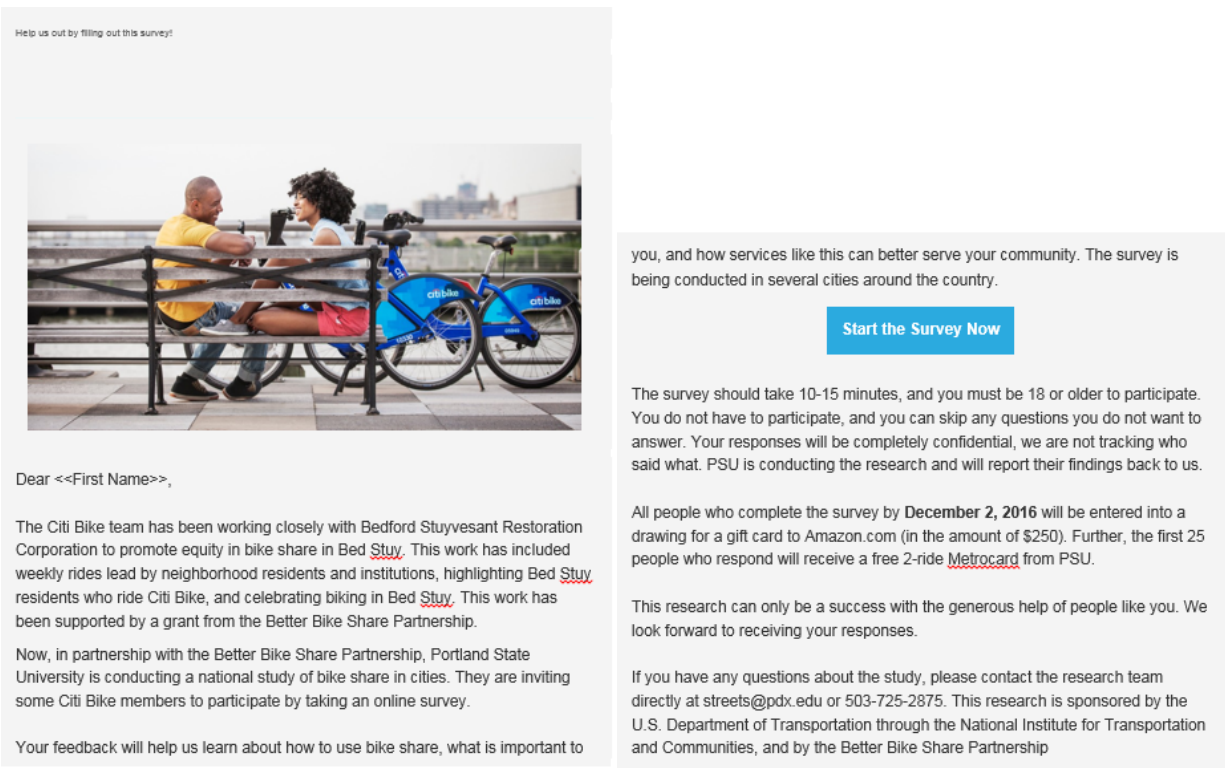 Help us out by filling out this survey!
citibike
citibike
Dear <<First Name>>,
The Citi Bike team has been working closely with Bedford Stuyvesant Restoration
Corporation to promote equity in bike share in Bed Stuy. This work has included
weekly rides lead by neighborhood residents and institutions, highlighting Bed Stuy
residents who ride Citi Bike, and celebrating biking in Bed Stuy. This work has
been supported by a grant from the Better Bike Share Partnership.
Now, in partnership with the Better Bike Share Partnership, Portland State
University is conducting a national study of bike share in cities. They are inviting
some Citi Bike members to participate by taking an online survey.
Your feedback will help us learn about how to use bike share, what is important to
you, and how services like this can better serve your community. The survey is
being conducted in several cities around the country.
Start the Survey Now
The survey should take 10-15 minutes, and you must be 18 or older to participate.
You do not have to participate, and you can skip any questions you do not want to
answer. Your responses will be completely confidential, we are not tracking who
said what. PSU is conducting the research and will report their findings back to us.
All people who complete the survey by December 2, 2016 will be entered into a
drawing for a gift card to Amazon.com (in the amount of $250). Further, the first 25
people who respond will receive a free 2-ride Metrocard from PSU.
This research can only be a success with the generous help of people like you. We
look forward to receiving your responses.
If you have any questions about the study, please contact the research team
directly at streets@pdx.edu or 503-725-2875. This research is sponsored by the
U.S. Department of Transportation through the National Institute for Transportation
and Communities, and by the Better Bike Share Partnership